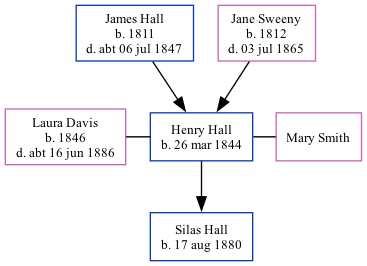 James Hall
b. 1811
d. abt 06 jul 1847
Jane Sweeny
b. 1812
d. 03 jul 1865
Laura Davis
b. 1846
d. abt 16 jun 1886
Henry Hall
b. 26 mar 1844
Mary Smith
Silas Hall
b. 17 aug 1880